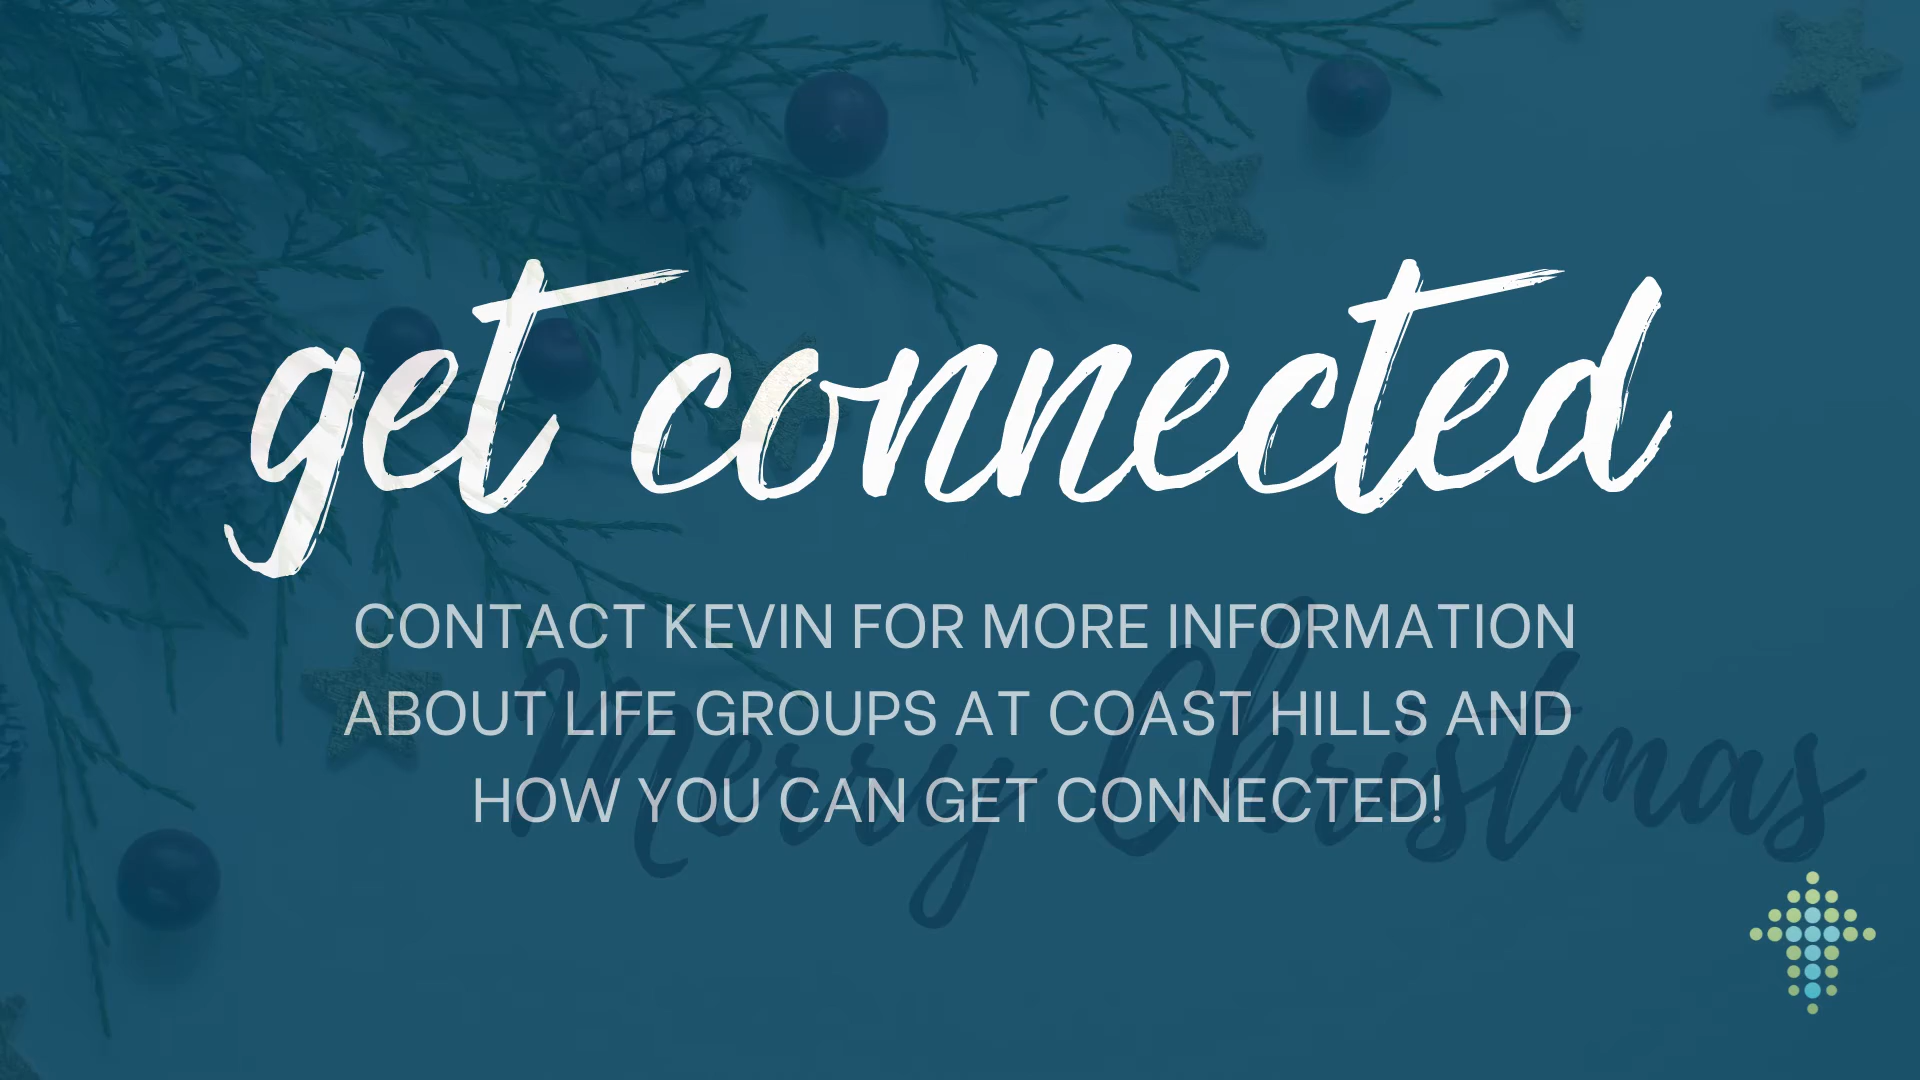 get connected
CONTACT KEVIN FOR MORE INFORMATION
ABOUT LIFE GROUPS AT COAST HILLS AND
HOW YOU CAN GET CONNECTED!
Merry Christmas